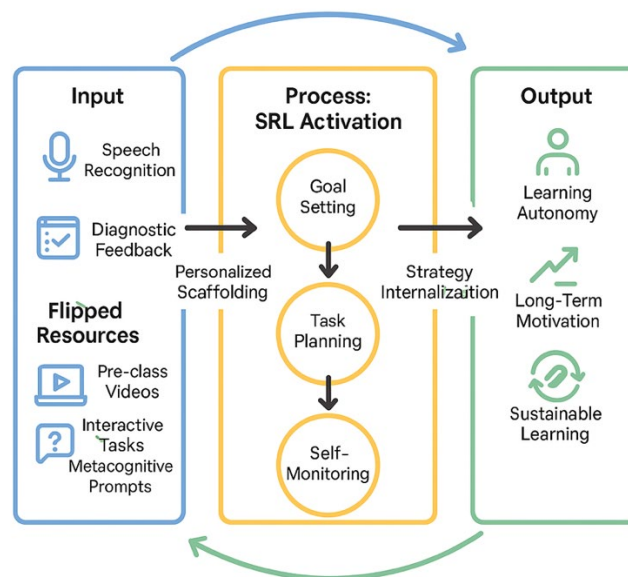 Input
Speech
Recognition
Diagnostic
Feedback
Flipped
Resources
Pre-class
Videos
Interactive
Tasks
Metacognitive
Prompts
Personalized
Scaffolding
Process:
SRL Activation
Goal
Setting
Task
Planning
Self-
Monitoring
Strategy
Internalizaition
Output
Learning
Autonomy
Long-Term
Motivation
Sustainable
Learning